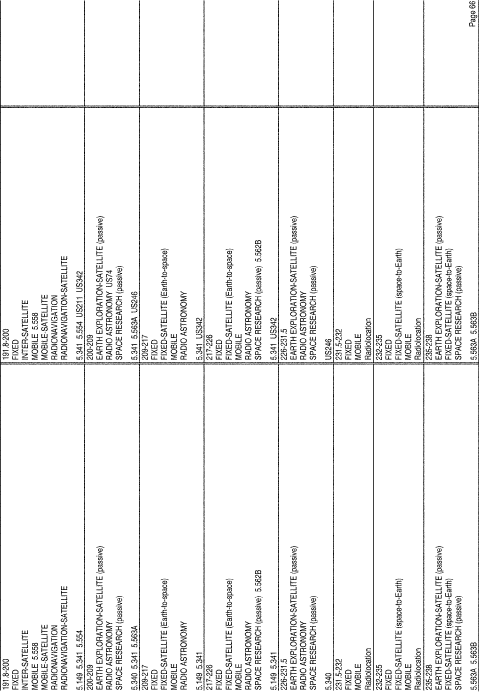 191.8-200
FIXED
INTER-SATELLITE
MOBILE 5.558
MOBILE-SATELLITE
RADIONAVIGATION
RADIONAVIGATION-SATELLITE
5.149 5.341 5.554
200-209
EARTH EXPLORATION-SATELLITE (passive)
RADIO ASTRONOMY
SPACE RESEARCH (passive)
5.340 5.341 5.563A
209-217
FIXED
FIXED-SATELLITE (Earth-to-space)
MOBILE
RADIO ASTRONOMY
5.149 5.341
217-226
FIXED
FIXED-SATELLITE (Earth-to-space)
MOBILE
RADIO ASTRONOMY
SPACE RESEARCH (passive) 5.562B
5.149 5.341
226-231.5
EARTH EXPLORATION-SATELLITE (passive)
RADIO ASTRONOMY
SPACE RESEARCH (passive)
5.340
231.5-232
FIXED
MOBILE
Radiolocation
232-235
FIXED
FIXED-SATELLITE (space-to-Earth)
MOBILE
Radiolocation
235-238
EARTH EXPLORATION-SATELLITE (passive)
FIXED-SATELLITE (space-to-Earth)
SPACE RESEARCH (passive)
5.563A 5.563B
191.8-200
FIXED
INTER-SATELLITE
MOBILE 5.558
MOBILE-SATELLITE
RADIONAVIGATION
RADIONAVIGATION-SATELLITE
5.341 5.554 US211 US342
200-209
EARTH EXPLORATION-SATELLITE (passive)
RADIO ASTRONOMY US74
SPACE RESEARCH (passive)
5.341 5.563A US246
209-217
FIXED
FIXED-SATELLITE (Earth-to-space)
MOBILE
RADIO ASTRONOMY
5.341 US342
217-226
FIXED
FIXED-SATELLITE (Earth-to-space)
MOBILE
RADIO ASTRONOMY
SPACE RESEARCH (passive) 5.562B
5.341 US342
226-231.5
EARTH EXPLORATION-SATELLITE (passive)
RADIO ASTRONOMY
SPACE RESEARCH (passive)
US246
231.5-232
FIXED
MOBILE
Radiolocation
232-235
FIXED
FIXED-SATELLITE (space-to-Earth)
MOBILE
Radiolocation
235-238
EARTH EXPLORATION-SATELLITE (passive)
FIXED-SATELLITE (space-to-Earth)
SPACE RESEARCH (passive)
5.563A 5.563B
Page 66